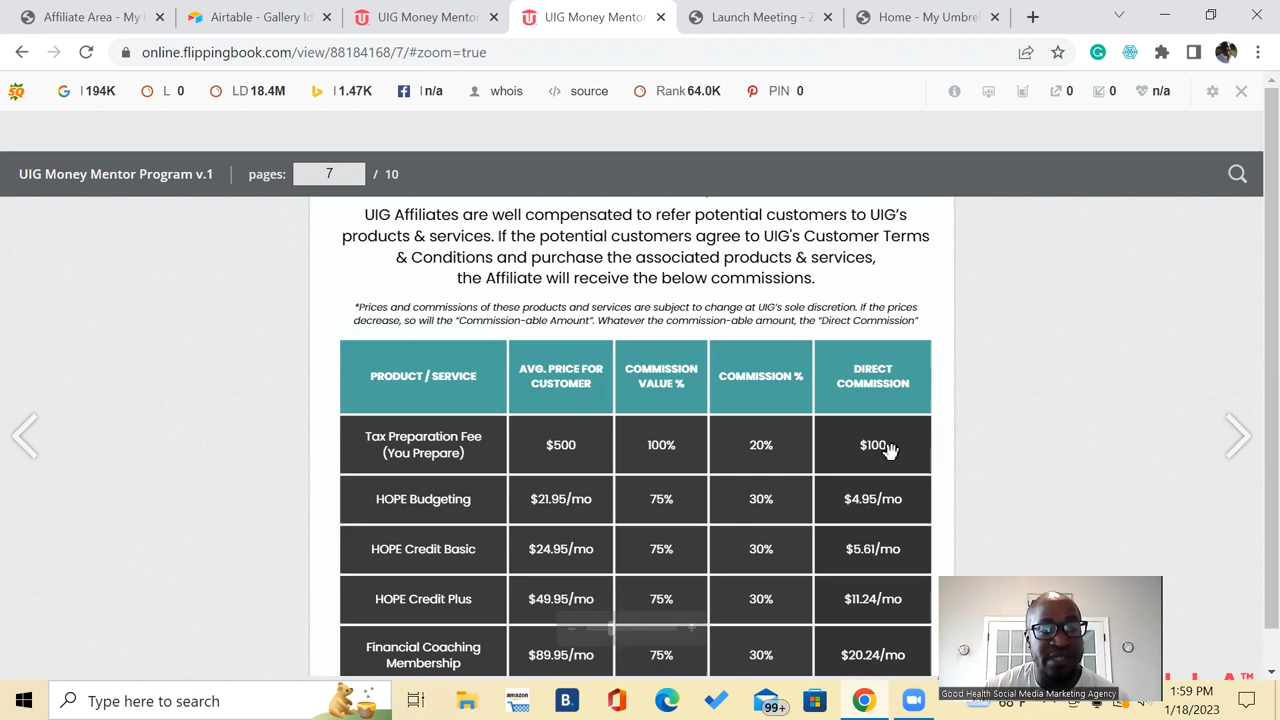 Affiliate Area - My
Airtable - Gallery
UIG Money Mento
UIG Money Mento
Launch Meeting - Z
Home - My Umbre
online.flippingbook.com/view/88184168/7/#zoom=true
194K
L 0
LD 18.4M
1.47K
n/a
whois
source
Rank 64.0K
PIN 0
0
0
n/a
UIG Money Mentor Program v.1
pages: 7 / 10
UIG Affiliates are well compensated to refer potential customers to UIG's
products & services. If the potential customers agree to UIG's Customer Terms
& Conditions and purchase the associated products & services,
the Affiliate will receive the below commissions.
*Prices and commissions of these products and services are subject to change at UIG's sole discretion. If the prices
decrease, so will the "Commission-able Amount". Whatever the commission-able amount, the "Direct Commission"
PRODUCT / SERVICE
AVG. PRICE FOR
CUSTOMER
COMMISSION
VALUE %
COMMISSION %
DIRECT
COMMISSION
Tax Preparation Fee
(You Prepare)
$500
100%
20%
$100
HOPE Budgeting
$21.95/mo
75%
30%
$4.95/mo
HOPE Credit Basic
$24.95/mo
75%
30%
$5.61/mo
HOPE Credit Plus
$49.95/mo
75%
30%
$11.24/mo
Financial Coaching
Membership
$89.95/mo
75%
30%
$20.24/mo
Good Health Social Media Marketing Agency
Type here to search
amazon
B.
99+
1:59 PM
1/18/2023